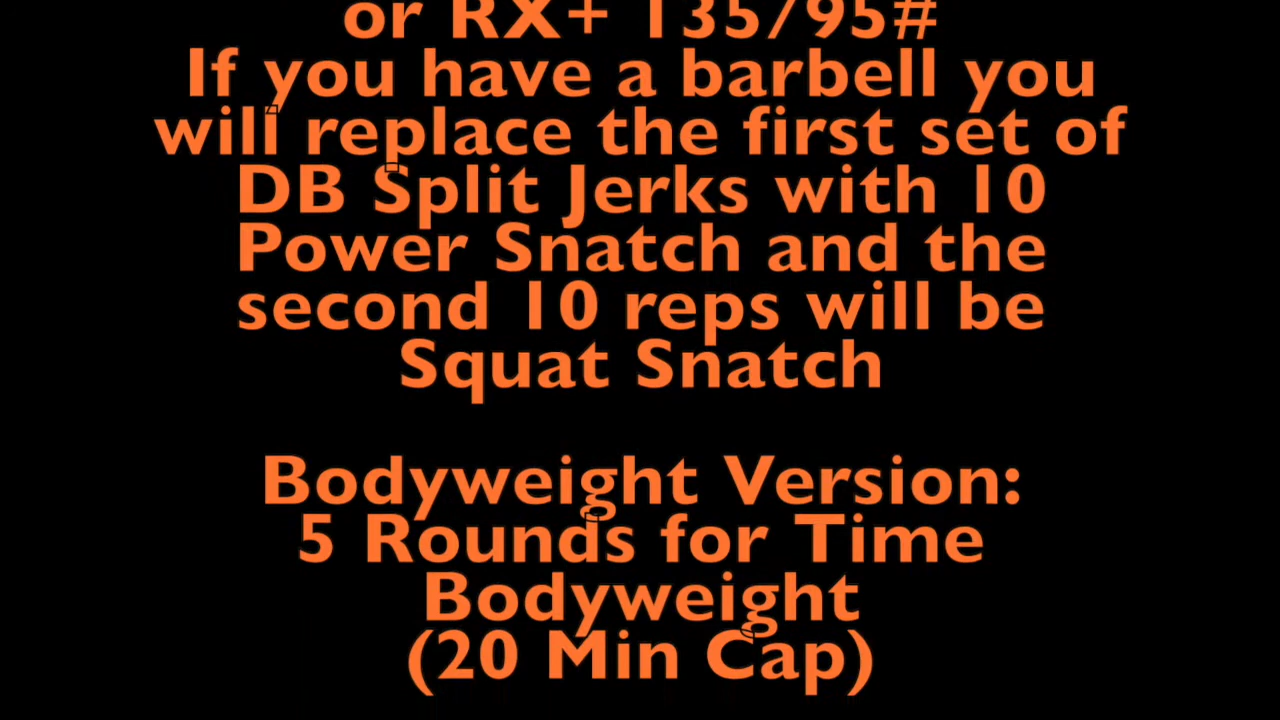 or RX+ 135/95#
If you have a barbell you
will replace the first set of
DB Split Jerks with 10
Power Snatch and the
second 10 reps will be
Squat Snatch
Bodyweight Version:
5 Rounds for Time
Bodyweight
(20 Min Cap)